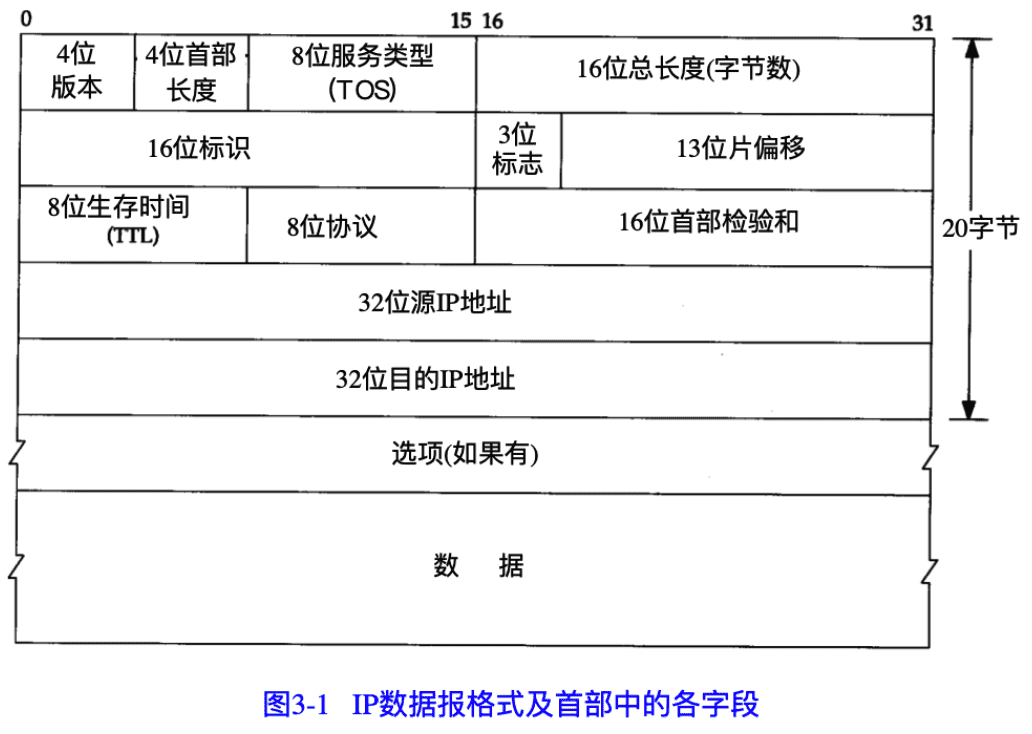 0 15 16 31
4位
版本
4位首部
长度
8位服务类型
(TOS)
16位总长度(字节数)
16位标识
3位
标志
13位片偏移
8位生存时间
(TTL)
8位协议
16位首部检验和
20字节
32位源IP地址
32位目的IP地址
选项(如果有)
数 据
图3-1 IP数据报格式及首部中的各字段